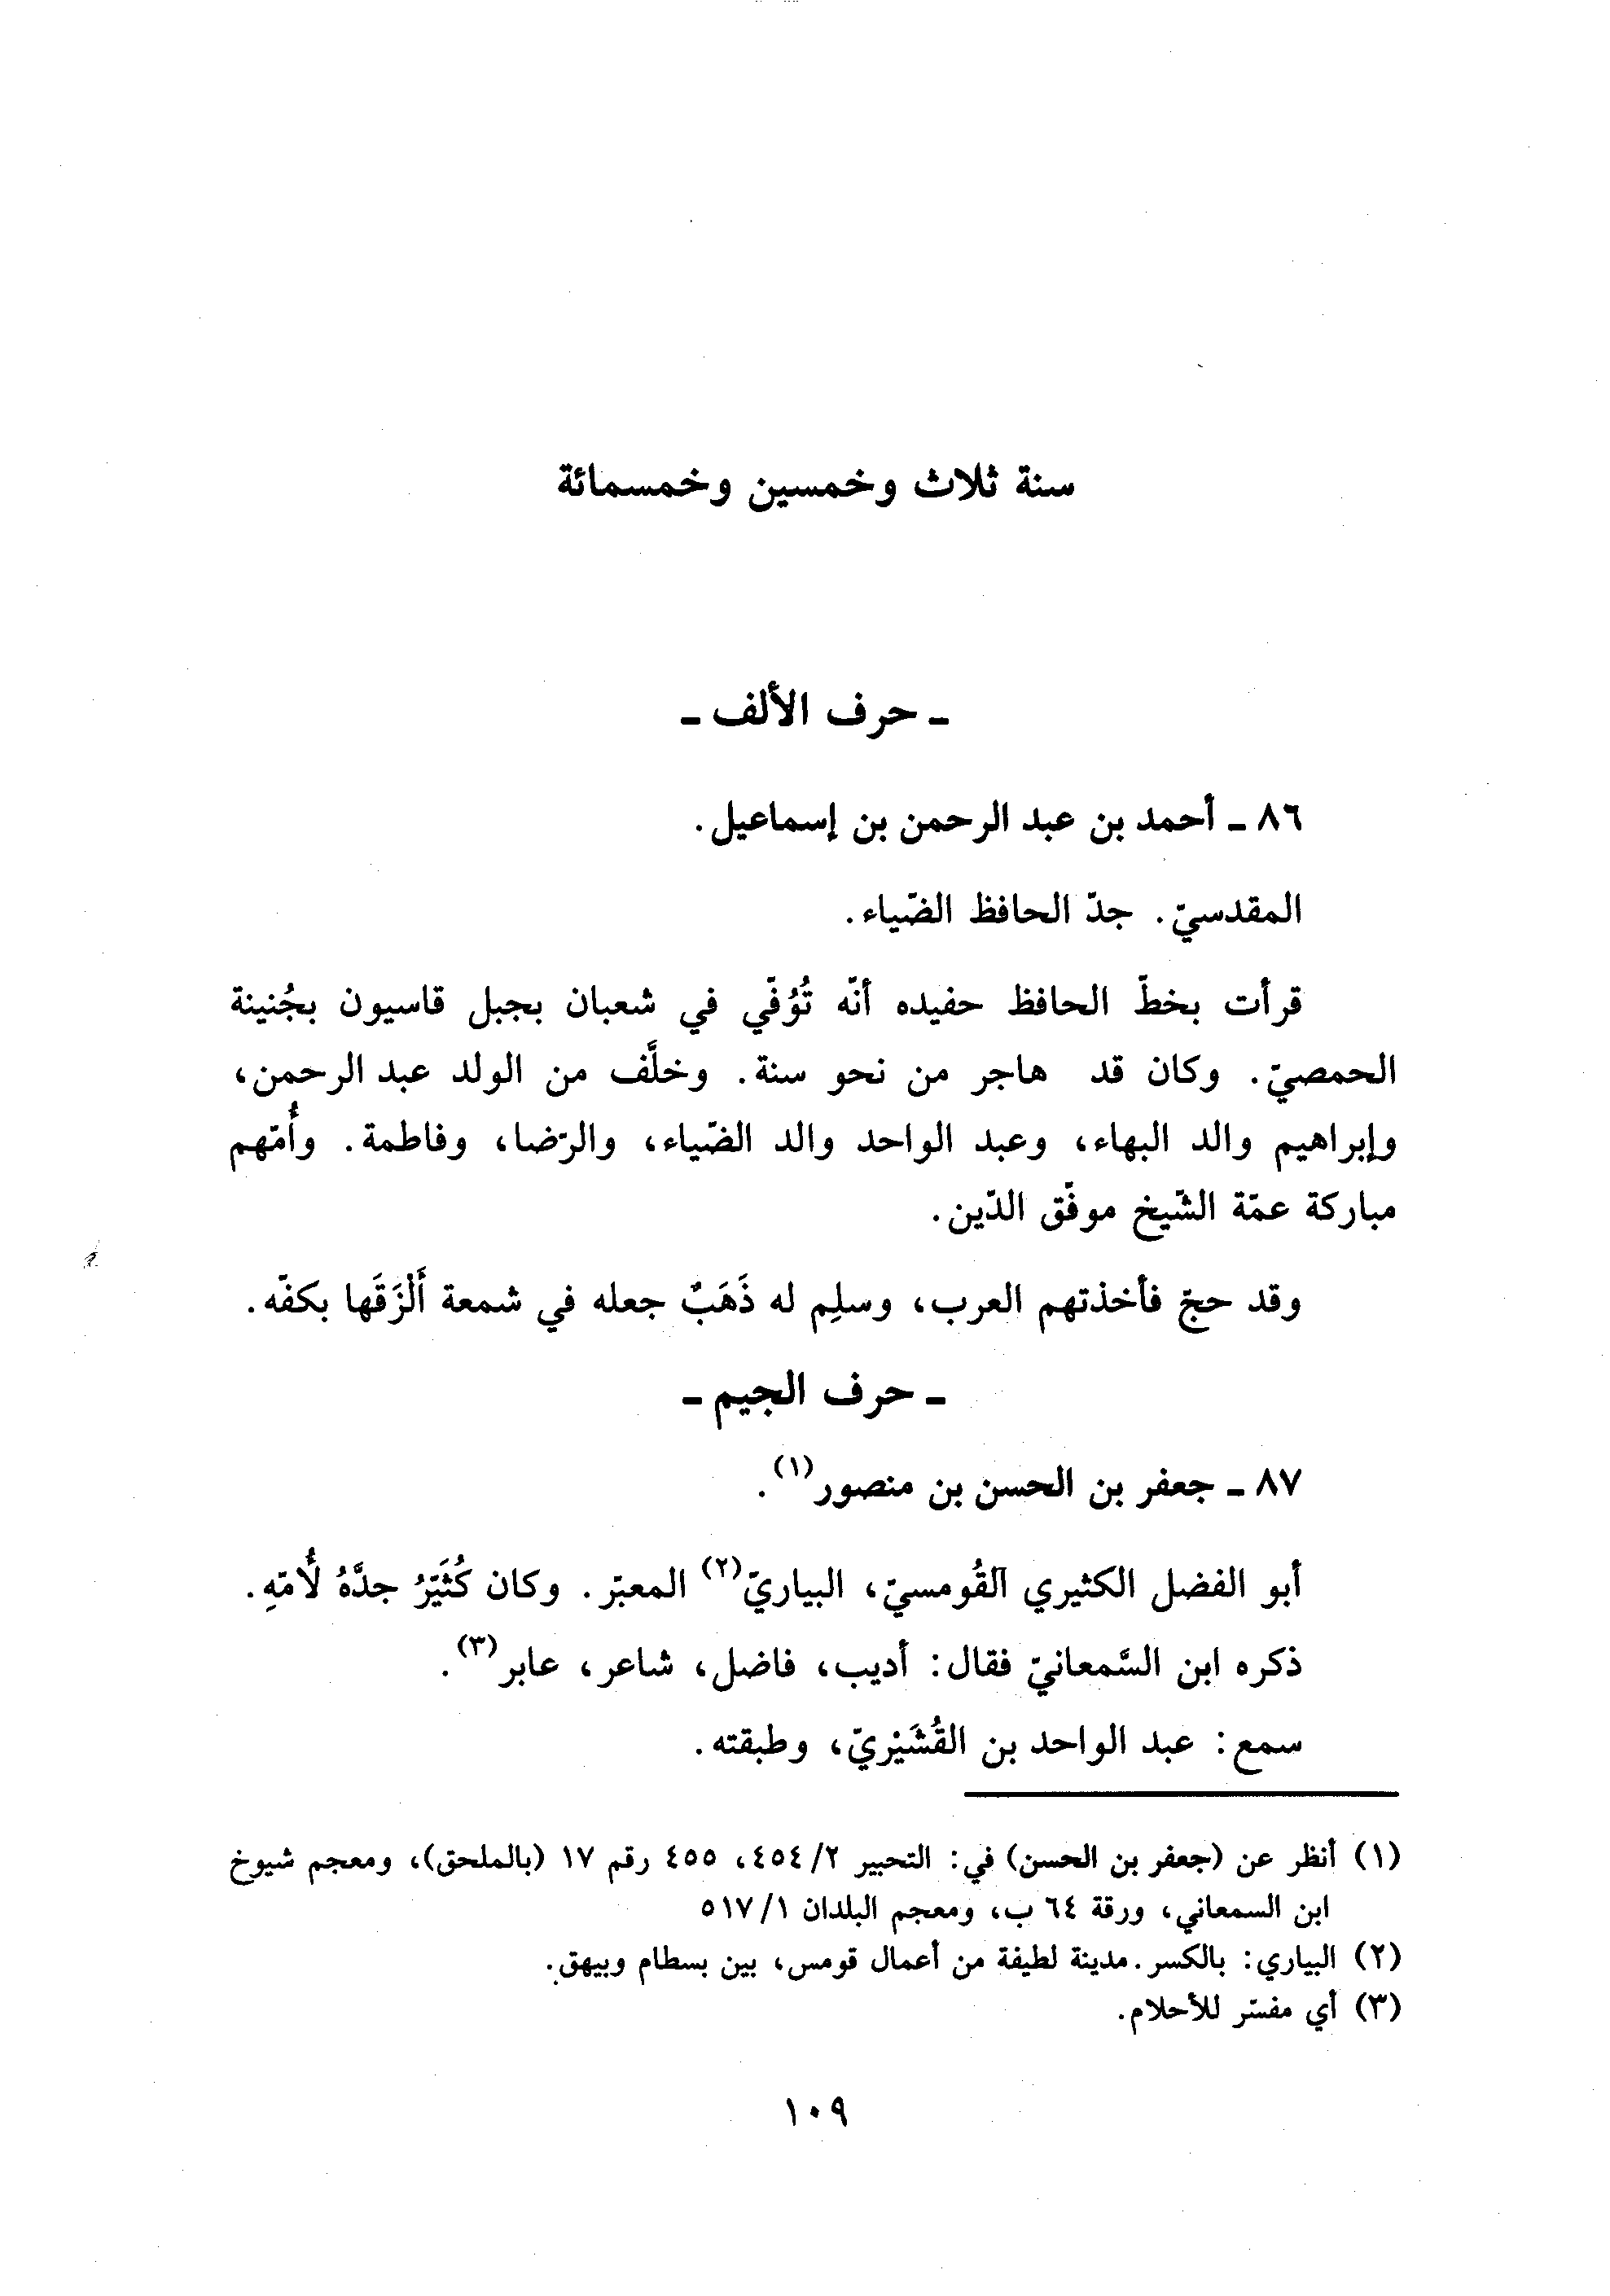 سنة ثلاث وخمسين وخمسمائة
ـ حرف الألف ـ
٨٦ ـ أحمد بن عبد الرحمن بن إسماعيل.
المقدسيّ. جدّ الحافظ الضّياء.
قرأت بخطّ الحافظ حفيده أنّه تُوُفّي في شعبان بجبل قاسيون بجُنينة
الحمصيّ. وكان قد هاجر من نحو سنة. وخلَّف من الولد عبد الرحمن،
وإبراهيم والد البهاء، وعبد الواحد والد الضّياء، والرّضا، وفاطمة. وأُمّهم
مباركة عمّة الشّيخ موفّق الدّين.
وقد حجّ فأخذتهم العرب، وسلِم له ذَهَبٌ جعله في شمعة أَلْزَقَها بكفّه.
ـ حرف الجيم ـ
٨٧ ـ جعفر بن الحسن بن منصور(١).
أبو الفضل الكثيري القُومسيّ، البياريّ(٢) المعبّر. وكان كُثَيّرُ جدَّهُ لُأمّهِ.
ذكره ابن السَّمعانيّ فقال: أديب، فاضل، شاعر، عابر(٣).
سمع: عبد الواحد بن القُشَيْريّ، وطبقته.
(١) أنظر عن (جعفر بن الحسن) في: التحبير ٢/ ٤٥٤، ٤٥٥ رقم ١٧ (بالملحق)، ومعجم شيوخ
ابن السمعاني، ورقة ٦٤ ب، ومعجم البلدان ١/ ٥١٧
(٢) البياري: بالكسر. مدينة لطيفة من أعمال قومس، بين بسطام وبيهق.
(٣) أي مفسّر للأحلام.
١٠٩